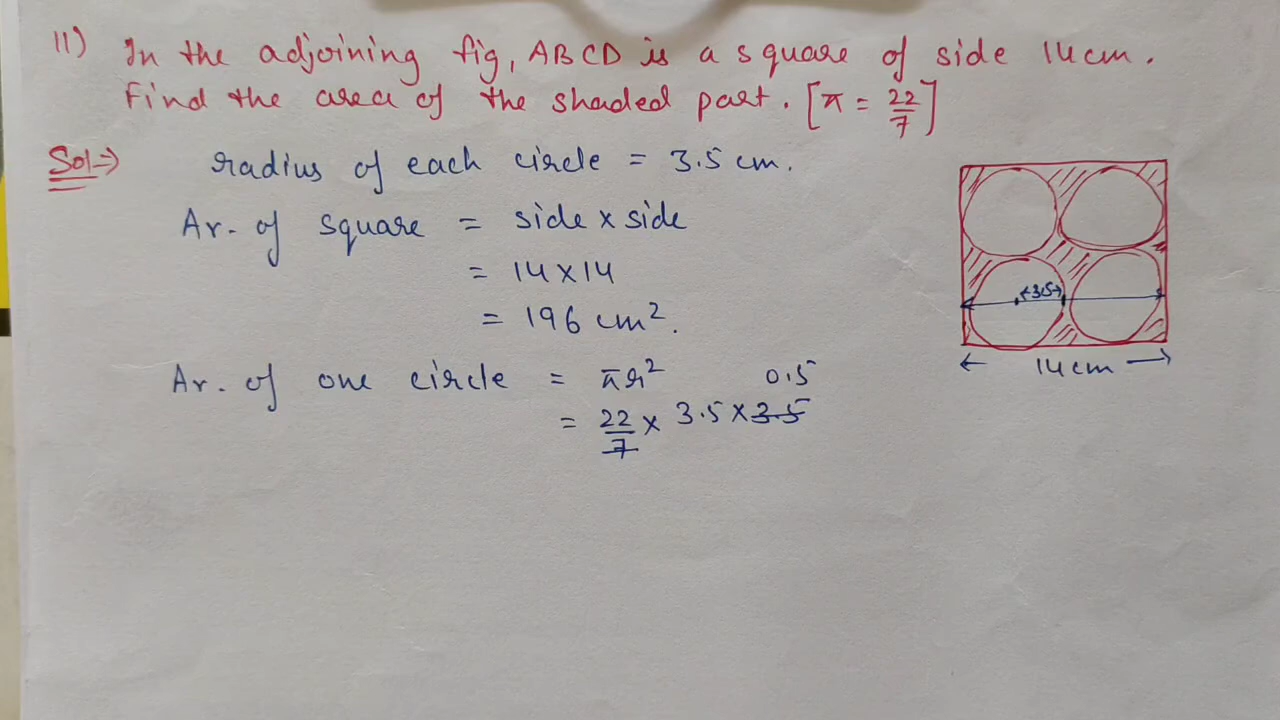 11) In the adjoining fig, ABCD is a square of side 14cm.
Find the area of the shaded part. [π = 22/7]
Sol→ radius of each circle = 3.5 cm.
Ar. of square = side × side
= 14 × 14
= 196 cm².
Ar. of one circle = πr²
0.5
= 22/7 × 3.5 × 3.5
3.5
14cm